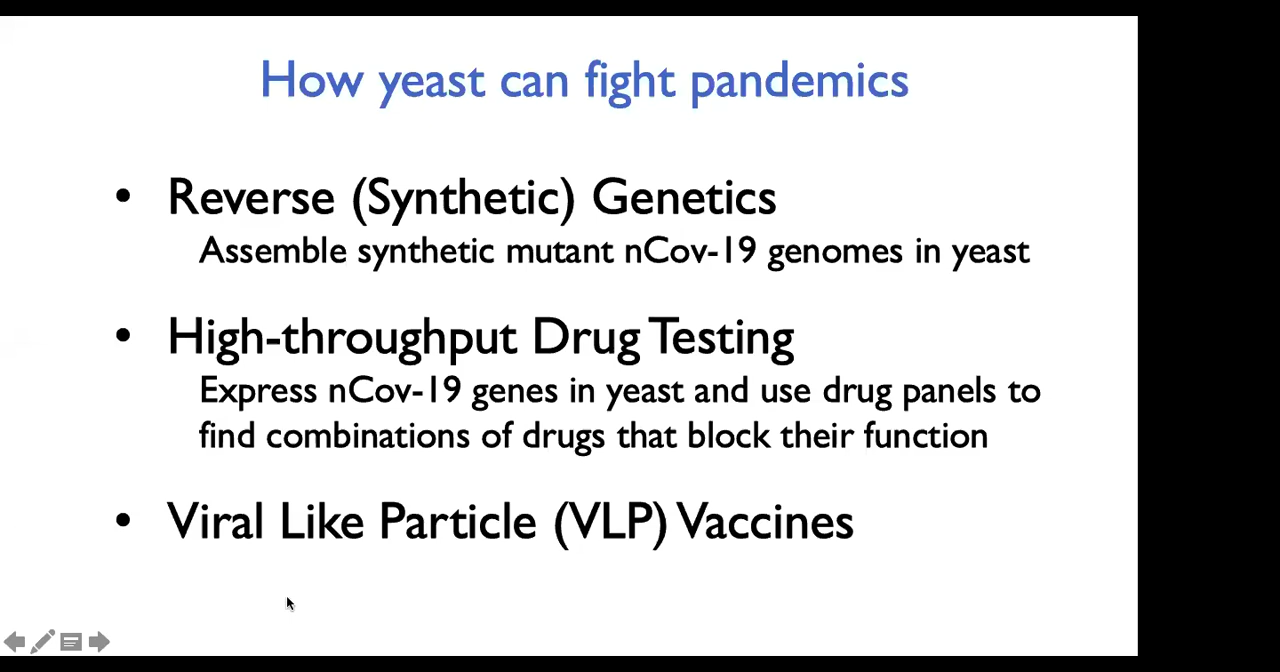 How yeast can fight pandemics
• Reverse (Synthetic) Genetics
Assemble synthetic mutant nCov-19 genomes in yeast
• High-throughput Drug Testing
Express nCov-19 genes in yeast and use drug panels to
find combinations of drugs that block their function
• Viral Like Particle (VLP) Vaccines